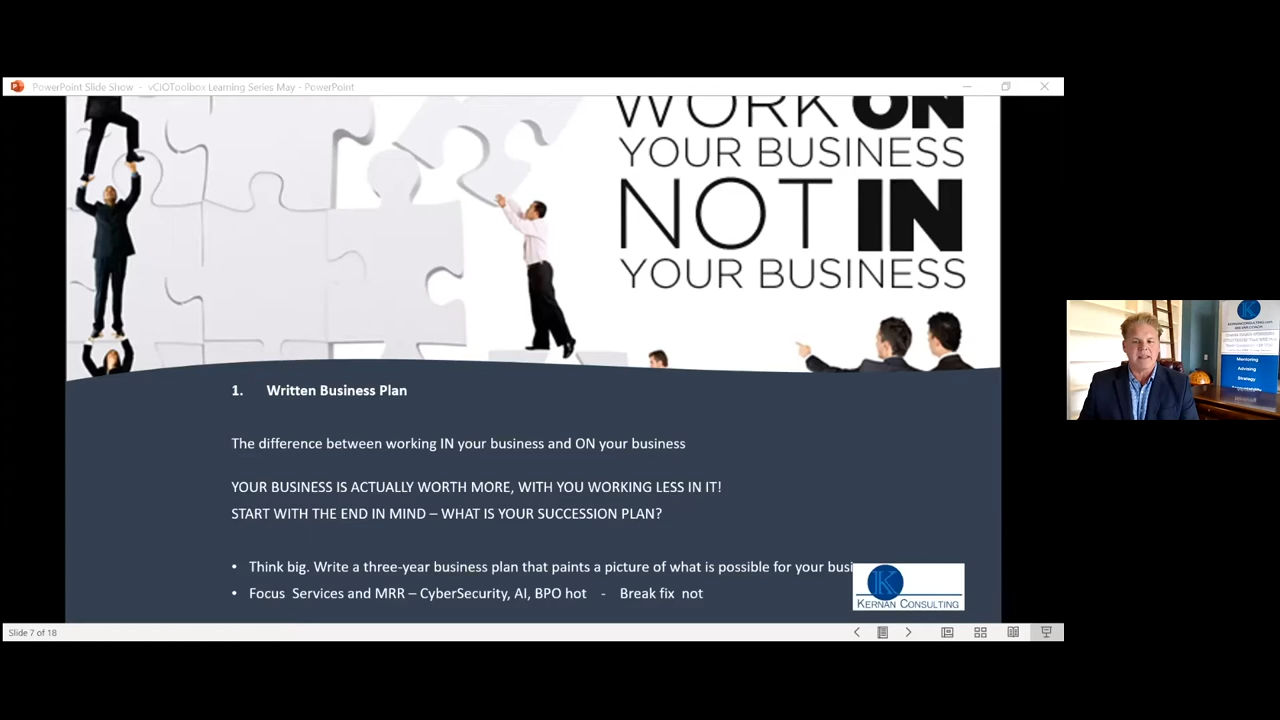 PowerPoint Slide Show - vCIOToolbox Learning Series May - PowerPoint
WORK ON
YOUR BUSINESS
NOT IN
YOUR BUSINESS
1. Written Business Plan
The difference between working IN your business and ON your business
YOUR BUSINESS IS ACTUALLY WORTH MORE, WITH YOU WORKING LESS IN IT!
START WITH THE END IN MIND – WHAT IS YOUR SUCCESSION PLAN?
• Think big. Write a three-year business plan that paints a picture of what is possible for your busi
• Focus Services and MRR – CyberSecurity, AI, BPO hot - Break fix not
K
KERNAN CONSULTING
Slide 7 of 18
K
Mentoring
Advising
Strategy